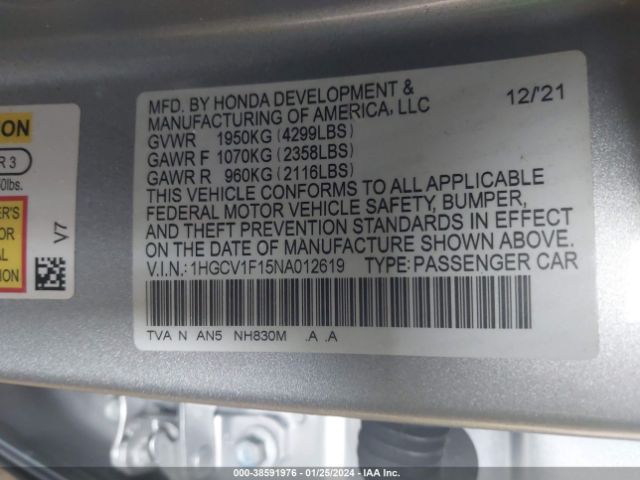 MFD. BY HONDA DEVELOPMENT &
MANUFACTURING OF AMERICA, LLC 12/'21
GVWR 1950KG (4299LBS)
GAWR F 1070KG (2358LBS)
GAWR R 960KG (2116LBS)
THIS VEHICLE CONFORMS TO ALL APPLICABLE
FEDERAL MOTOR VEHICLE SAFETY, BUMPER,
AND THEFT PREVENTION STANDARDS IN EFFECT
ON THE DATE OF MANUFACTURE SHOWN ABOVE.
V.I.N.: 1HGCV1F15NA012619 TYPE: PASSENGER CAR
TVA N AN5 NH830M .A .A
R 3
lbs.
V7
000-38591976 - 01/25/2024 - IAA Inc.